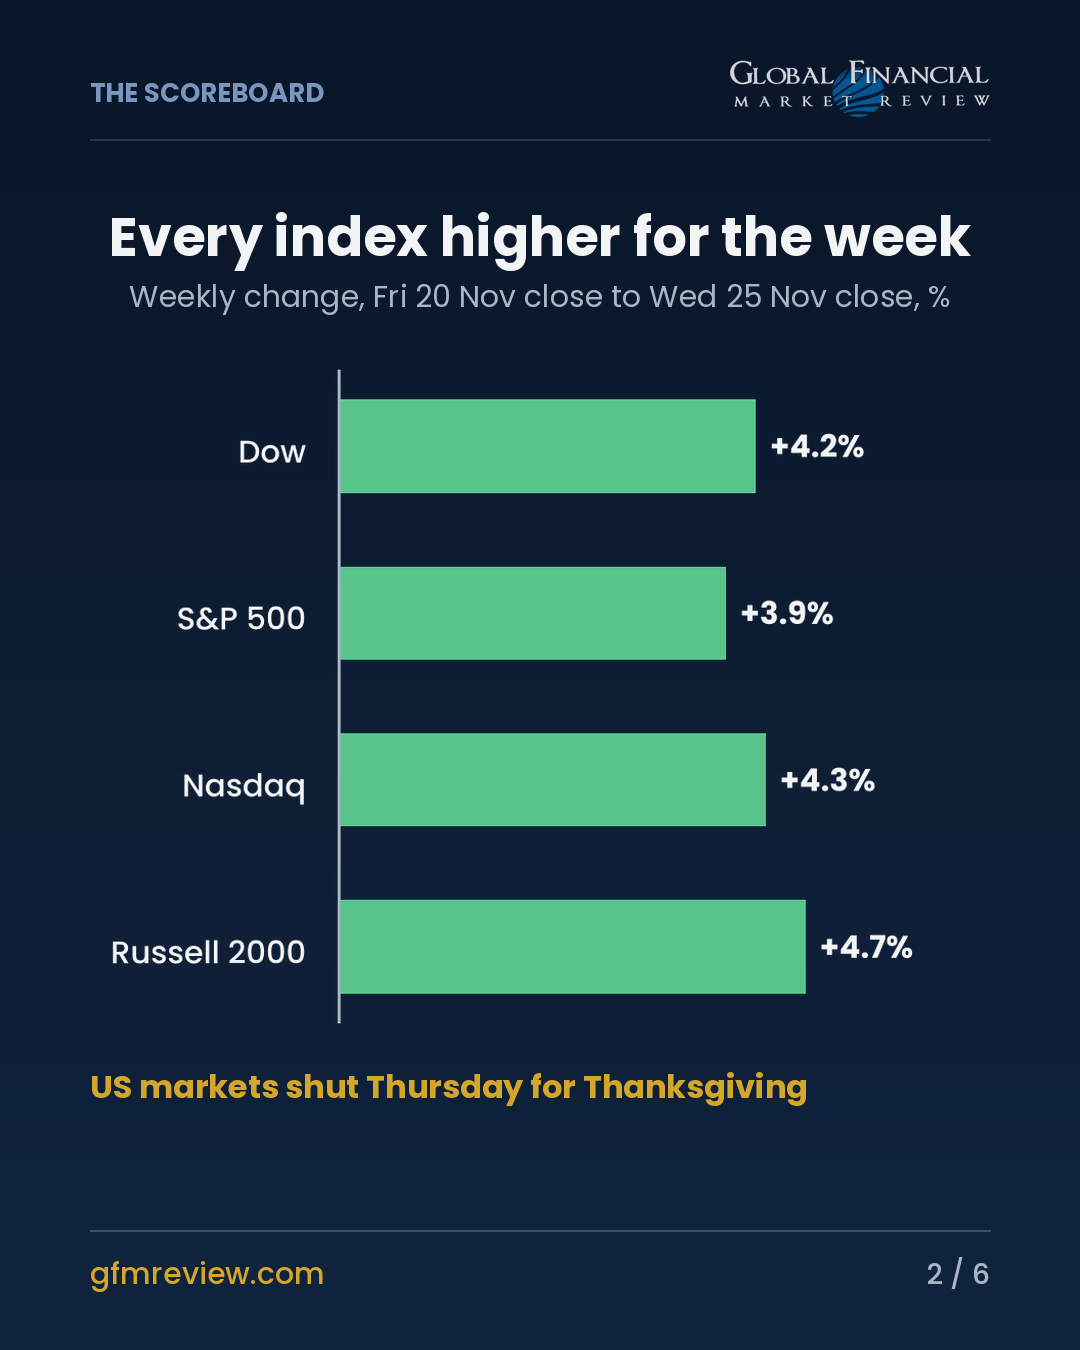 THE SCOREBOARD
GLOBAL FINANCIAL
MARKET REVIEW
Every index higher for the week
Weekly change, Fri 20 Nov close to Wed 25 Nov close, %
Dow +4.2%
S&P 500 +3.9%
Nasdaq +4.3%
Russell 2000 +4.7%
US markets shut Thursday for Thanksgiving
gfmreview.com 2 / 6